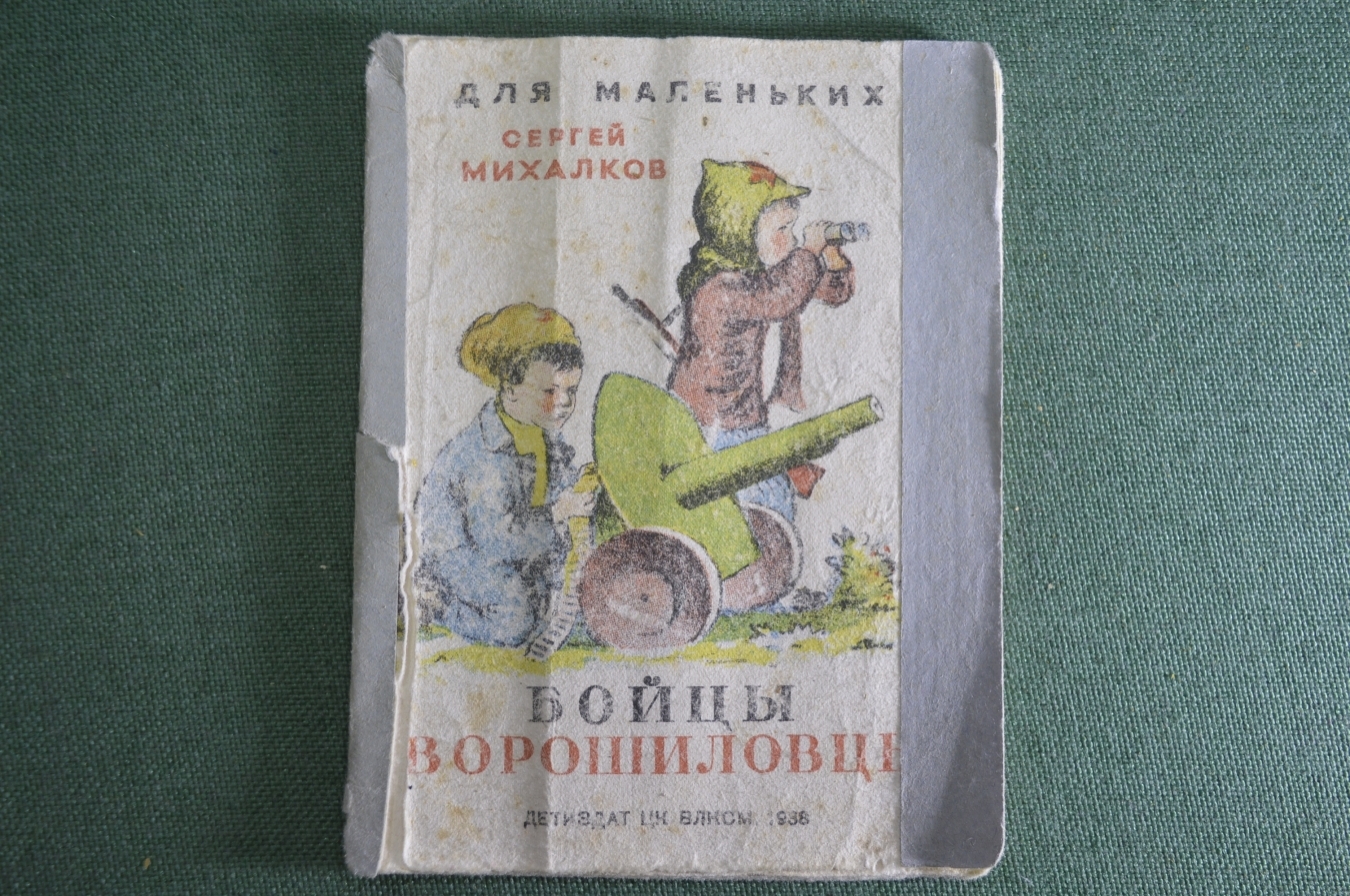 ДЛЯ МАЛЕНЬКИХ
СЕРГЕЙ
МИХАЛКОВ
БОЙЦЫ
ВОРОШИЛОВЦЫ
ДЕТИЗДАТ ЦК ВЛКСМ 1938